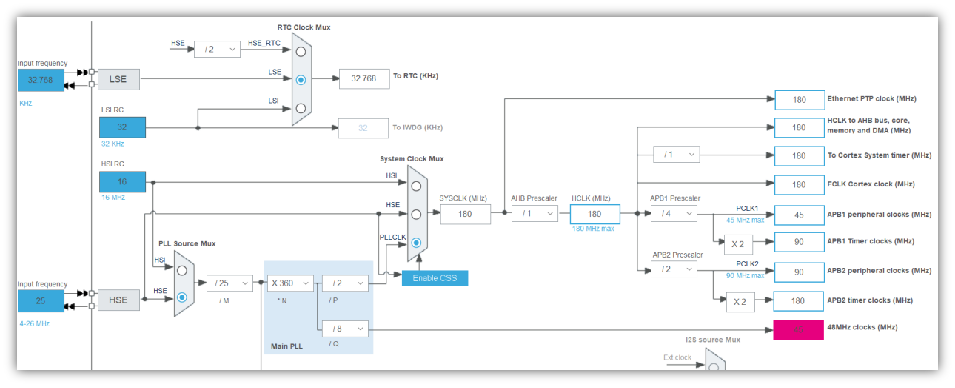 RTC Clock Mux
HSE
/ 2
HSE_RTC
Input frequency
32.768
KHz
LSE
LSE
32.768
To RTC (KHz)
LSI RC
32
32 KHz
LSI
32
To IWDG (KHz)
Ethernet PTP clock (MHz)
180
HCLK to AHB bus, core,
memory and DMA (MHz)
180
/ 1
180
To Cortex System timer (MHz)
HSI RC
16
16 MHz
System Clock Mux
HSI
HSE
PLLCLK
SYSCLK (MHz)
180
AHB Prescaler
/ 1
HCLK (MHz)
180
180 MHz max
180
FCLK Cortex clock (MHz)
APB1 Prescaler
/ 4
PCLK1
45 MHz max
45
APB1 peripheral clocks (MHz)
X 2
90
APB1 Timer clocks (MHz)
APB2 Prescaler
/ 2
PCLK2
90 MHz max
90
APB2 peripheral clocks (MHz)
X 2
180
APB2 timer clocks (MHz)
PLL Source Mux
HSI
HSE
Input frequency
25
4-26 MHz
HSE
/ 25
/ M
X 360
* N
/ 2
/ P
/ 8
/ Q
Main PLL
Enable CSS
48MHz clocks (MHz)
I2S source Mux
Ext clock